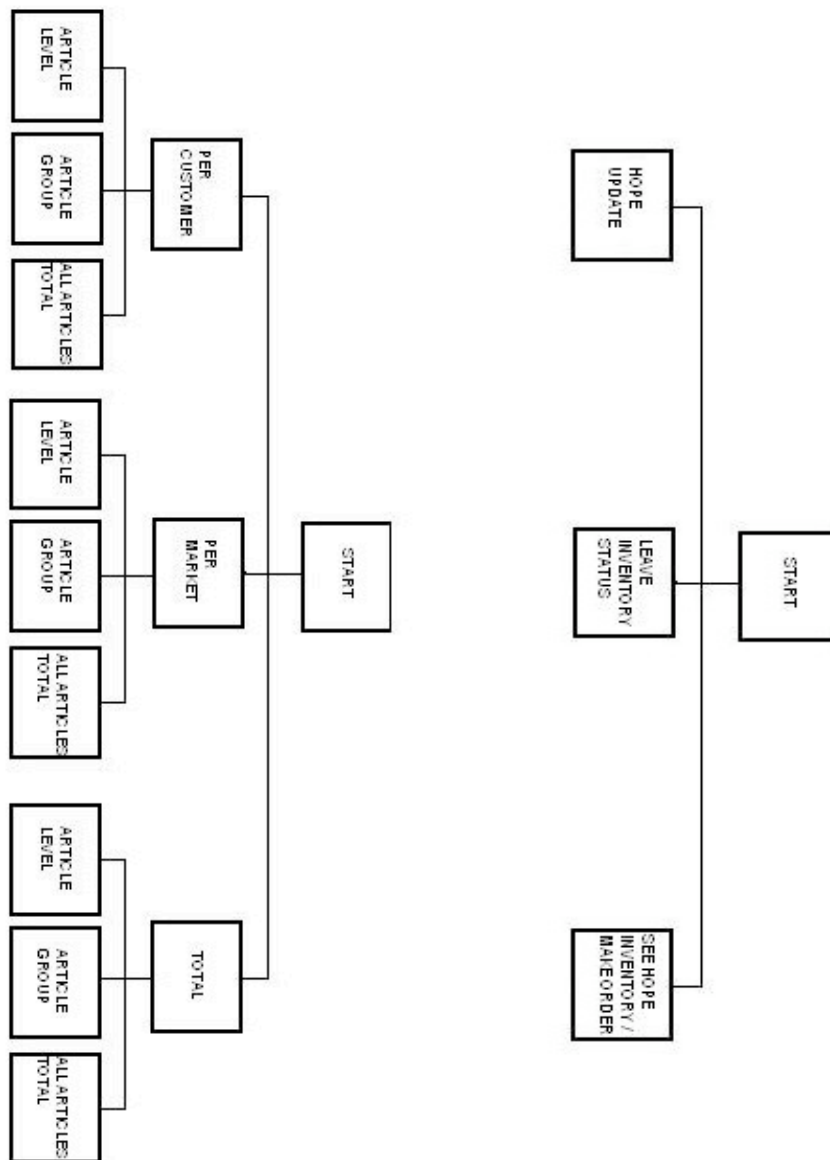 START
HOPE
UPDATE
LEAVE
INVENTORY
STATUS
SEE HOPE
INVENTORY /
MAKE ORDER
START
PER
CUSTOMER
PER
MARKET
TOTAL
ARTICLE
LEVEL
ARTICLE
GROUP
ALL ARTICLES
TOTAL
ARTICLE
LEVEL
ARTICLE
GROUP
ALL ARTICLES
TOTAL
ARTICLE
LEVEL
ARTICLE
GROUP
ALL ARTICLES
TOTAL